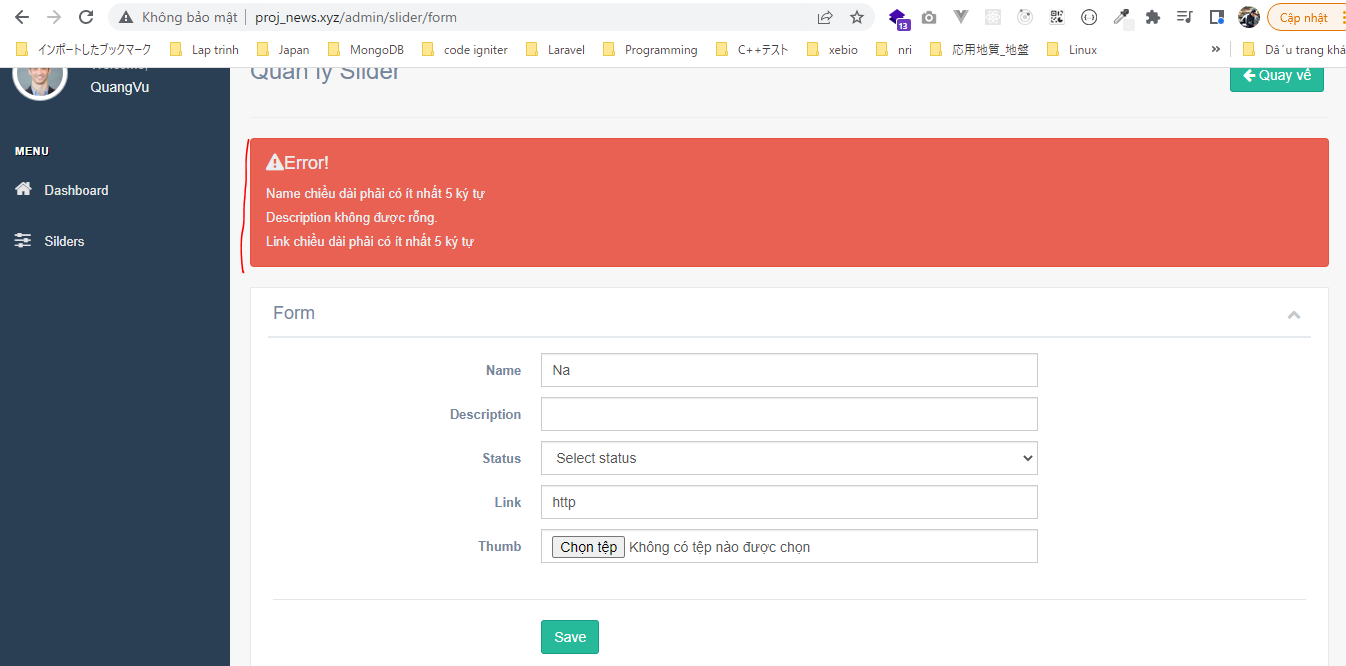 Không bảo mật proj_news.xyz/admin/slider/form 13 Cập nhật
インポートしたブックマーク Lap trinh Japan MongoDB code igniter Laravel Programming C++テスト xebio nri 応用地質_地盤 Linux » Dấu trang khá
Welcome,
QuangVu
Quản lý Slider
Quay về
MENU
Dashboard
Silders
Error!
Name chiều dài phải có ít nhất 5 ký tự
Description không được rỗng.
Link chiều dài phải có ít nhất 5 ký tự
Form
Name Na
Description
Status Select status
Link http
Thumb Chọn tệp Không có tệp nào được chọn
Save